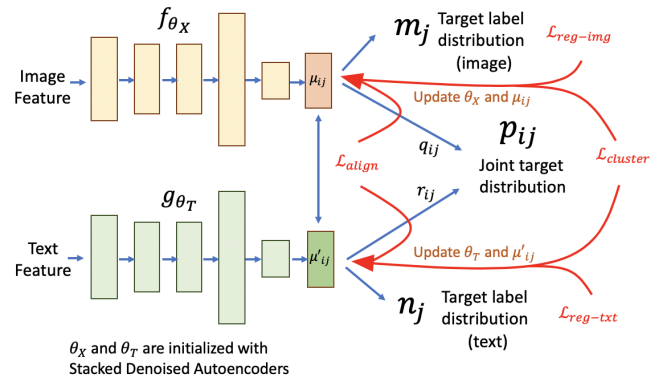 f_{θ_X}
Image
Feature
μ_{ij}
m_j
Target label
distribution
(image)
ℒ_{reg-img}
Update θ_X and μ_{ij}
q_{ij}
p_{ij}
Joint target
distribution
ℒ_{align}
ℒ_{cluster}
r_{ij}
g_{θ_T}
Text
Feature
μ'_{ij}
Update θ_T and μ'_{ij}
n_j
Target label
distribution
(text)
ℒ_{reg-txt}
θ_X and θ_T are initialized with
Stacked Denoised Autoencoders